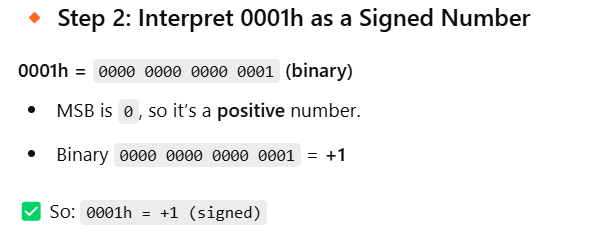 Step 2: Interpret 0001h as a Signed Number
0001h = 0000 0000 0000 0001 (binary)
• MSB is 0, so it's a positive number.
• Binary 0000 0000 0000 0001 = +1
✅ So: 0001h = +1 (signed)